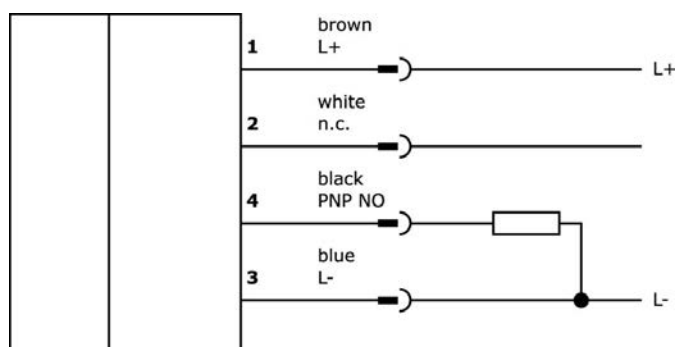 brown
1 L+
L+
white
2 n.c.
black
4 PNP NO
blue
3 L-
L-